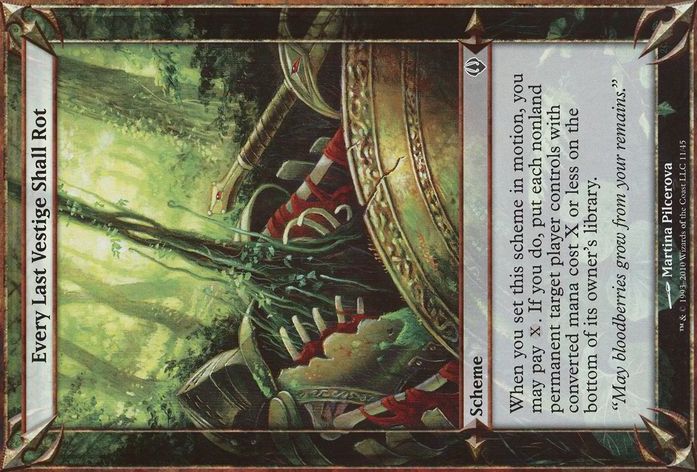 Every Last Vestige Shall Rot
Scheme
When you set this scheme in motion, you
may pay X. If you do, put each nonland
permanent target player controls with
converted mana cost X or less on the
bottom of its owner's library.
"May bloodberries grow from your remains."
Martina Pilcerova
™ & © 1993–2010 Wizards of the Coast LLC 11/45